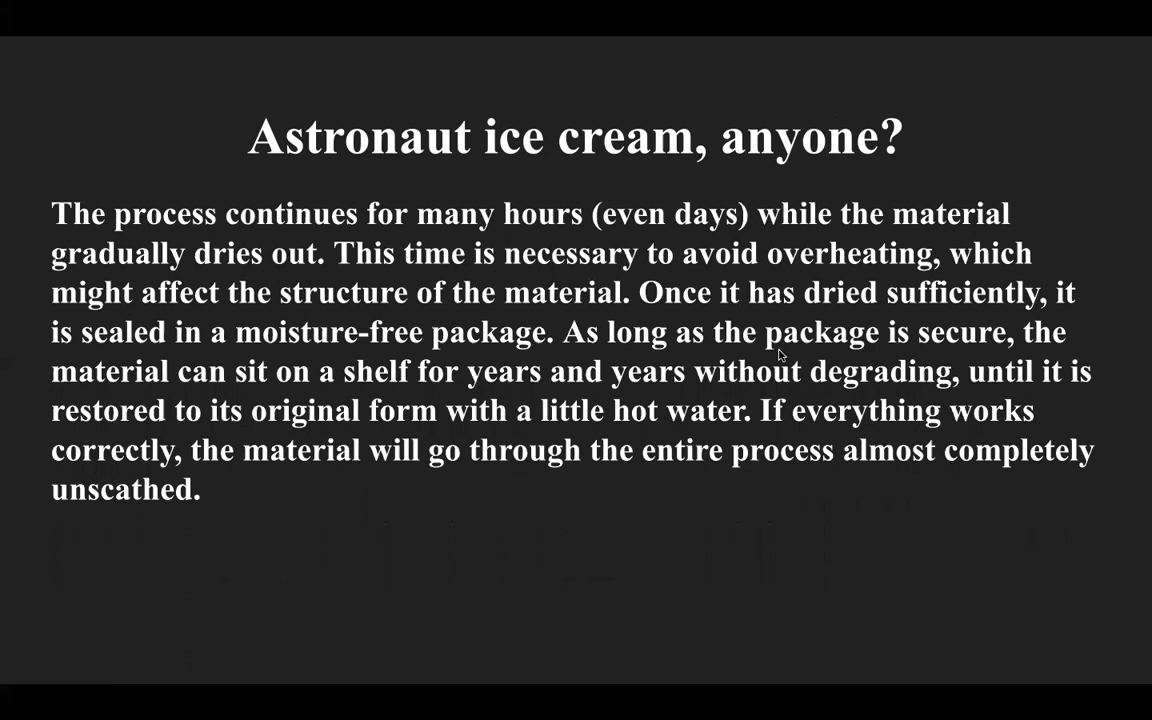 Astronaut ice cream, anyone?
The process continues for many hours (even days) while the material
gradually dries out. This time is necessary to avoid overheating, which
might affect the structure of the material. Once it has dried sufficiently, it
is sealed in a moisture-free package. As long as the package is secure, the
material can sit on a shelf for years and years without degrading, until it is
restored to its original form with a little hot water. If everything works
correctly, the material will go through the entire process almost completely
unscathed.